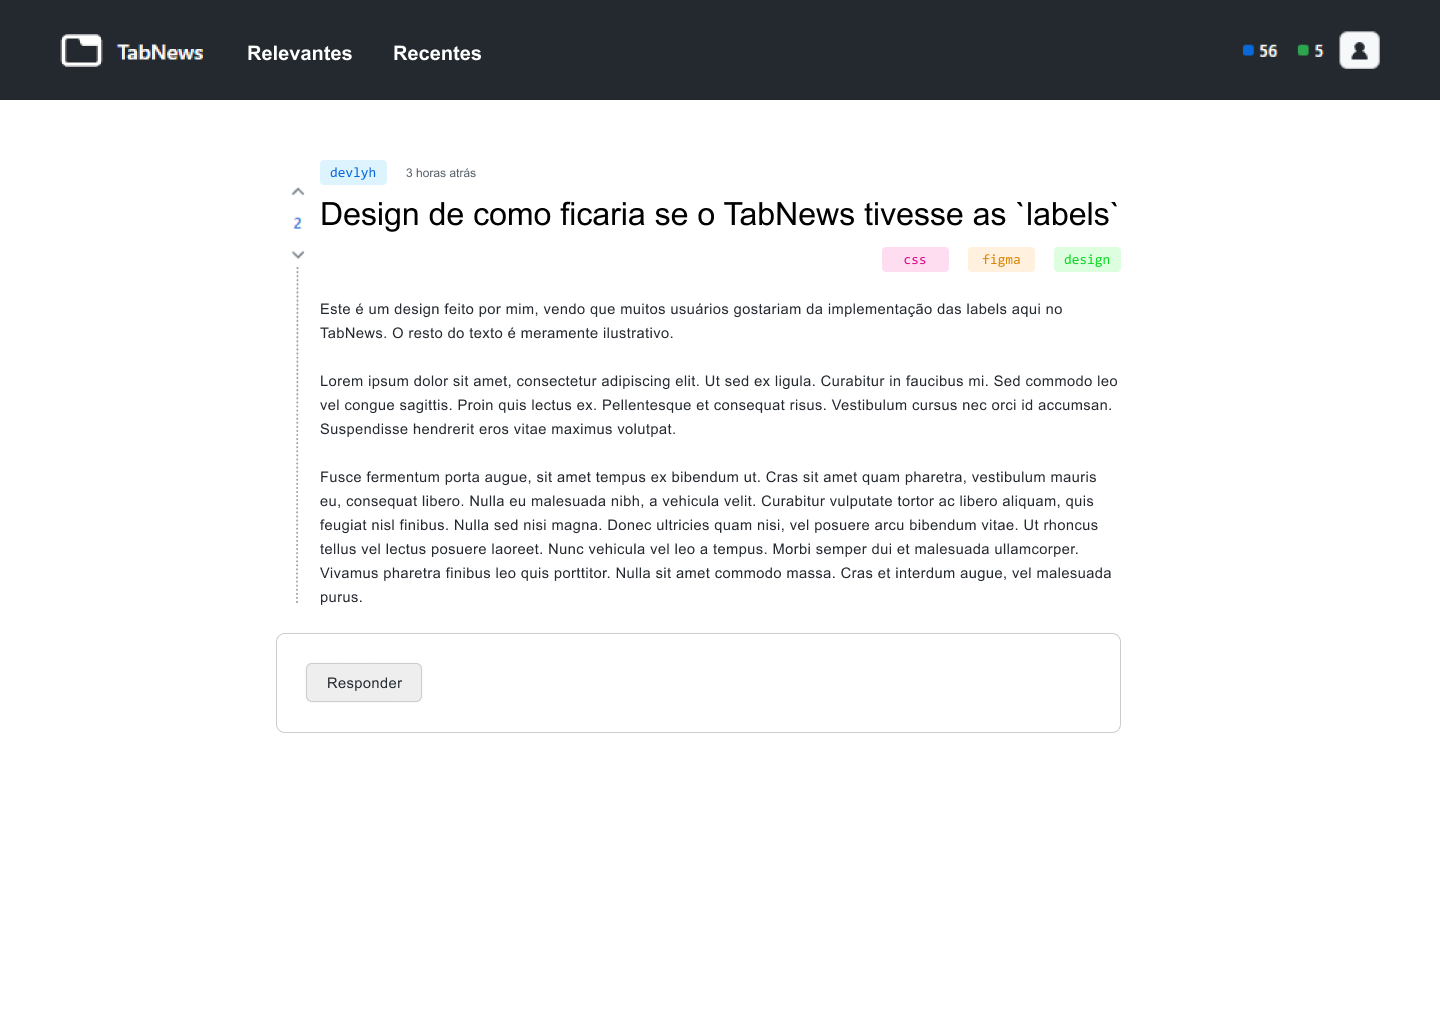 TabNews Relevantes Recentes 56 5
devlyh 3 horas atrás
2
Design de como ficaria se o TabNews tivesse as `labels`
css figma design
Este é um design feito por mim, vendo que muitos usuários gostariam da implementação das labels aqui no
TabNews. O resto do texto é meramente ilustrativo.
Lorem ipsum dolor sit amet, consectetur adipiscing elit. Ut sed ex ligula. Curabitur in faucibus mi. Sed commodo leo
vel congue sagittis. Proin quis lectus ex. Pellentesque et consequat risus. Vestibulum cursus nec orci id accumsan.
Suspendisse hendrerit eros vitae maximus volutpat.
Fusce fermentum porta augue, sit amet tempus ex bibendum ut. Cras sit amet quam pharetra, vestibulum mauris
eu, consequat libero. Nulla eu malesuada nibh, a vehicula velit. Curabitur vulputate tortor ac libero aliquam, quis
feugiat nisl finibus. Nulla sed nisi magna. Donec ultricies quam nisi, vel posuere arcu bibendum vitae. Ut rhoncus
tellus vel lectus posuere laoreet. Nunc vehicula vel leo a tempus. Morbi semper dui et malesuada ullamcorper.
Vivamus pharetra finibus leo quis porttitor. Nulla sit amet commodo massa. Cras et interdum augue, vel malesuada
purus.
Responder